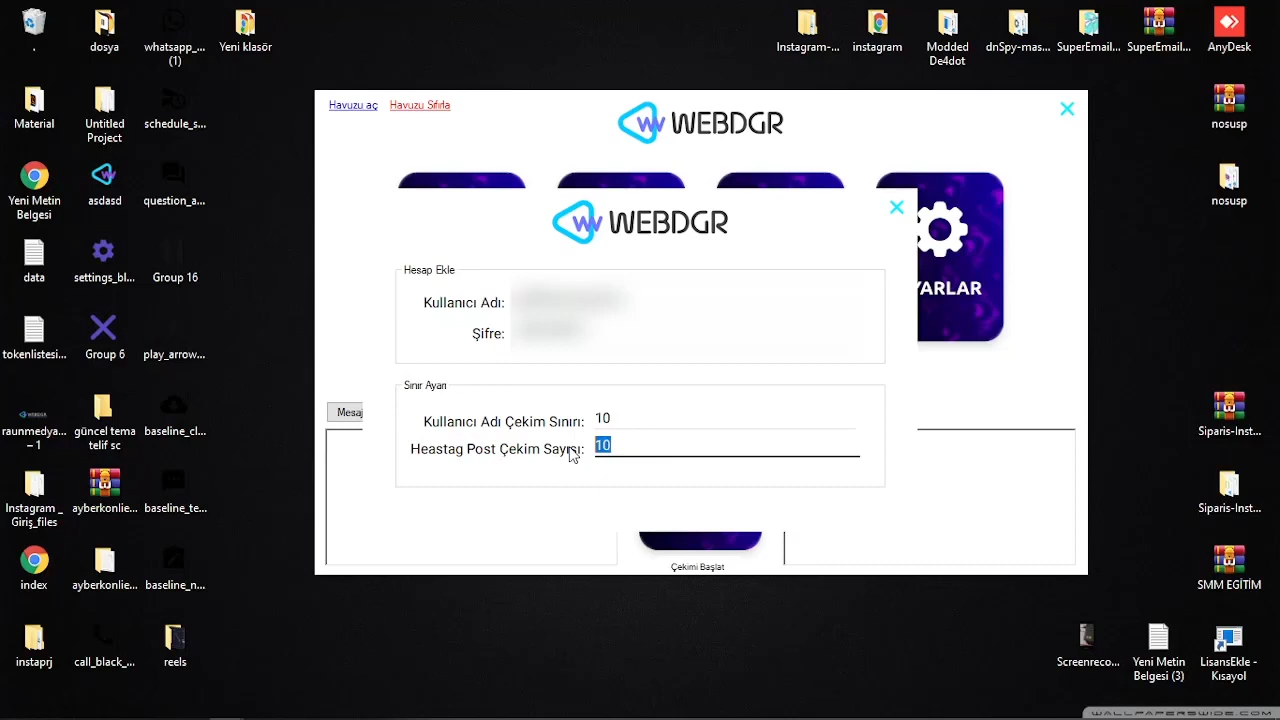 .
dosya
whatsapp_...
(1)
Yeni klasör
Instagram-...
instagram
Modded
De4dot
dnSpy-mas...
SuperEmail...
SuperEmail...
AnyDesk
Material
Untitled
Project
schedule_s...
nosusp
Yeni Metin
Belgesi
asdasd
question_a...
nosusp
data
settings_bl...
Group 16
tokenlistesi...
Group 6
play_arrow...
WEBDGR
raunmedya...
– 1
güncel tema
telif sc
baseline_cl...
Siparis-Inst...
Instagram _
Giriş_files
ayberkonlie...
baseline_te...
Siparis-Inst...
index
ayberkonlie...
baseline_n...
SMM EGİTİM
instaprj
call_black_...
reels
Screenreco...
Yeni Metin
Belgesi (3)
LisansEkle -
Kısayol
Havuzu aç
Havuzu Sıfırla
WEBDGR
YARLAR
WEBDGR
Hesap Ekle
Kullanıcı Adı:
Şifre:
Sınır Ayarı
Kullanıcı Adı Çekim Sınırı: 10
Heastag Post Çekim Sayısı: 10
Mesaj
Çekimi Başlat
WALLPAPERSWIDE.COM